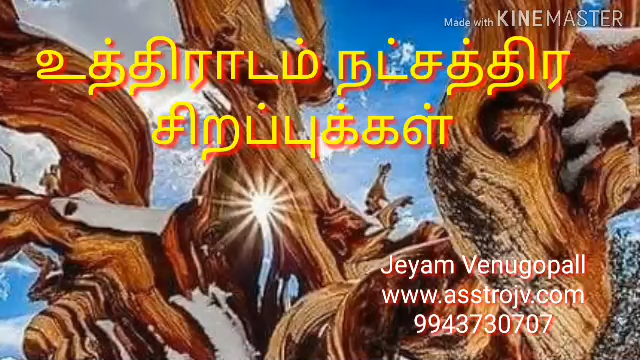 Made with KINEMASTER
உத்திராடம் நட்சத்திர
சிறப்புக்கள்
Jeyam Venugopall
www.asstrojv.com
9943730707